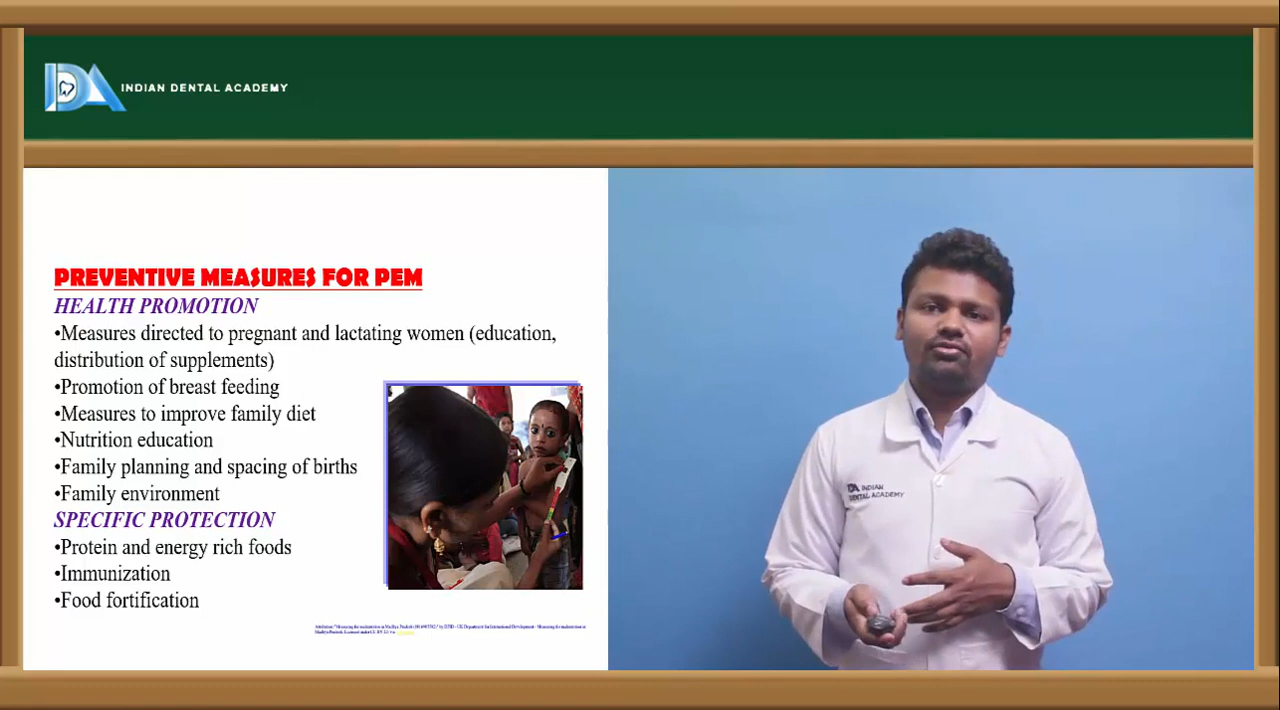 INDIAN DENTAL ACADEMY
PREVENTIVE MEASURES FOR PEM
HEALTH PROMOTION
•Measures directed to pregnant and lactating women (education,
distribution of supplements)
•Promotion of breast feeding
•Measures to improve family diet
•Nutrition education
•Family planning and spacing of births
•Family environment
SPECIFIC PROTECTION
•Protein and energy rich foods
•Immunization
•Food fortification
IDA INDIAN
DENTAL ACADEMY